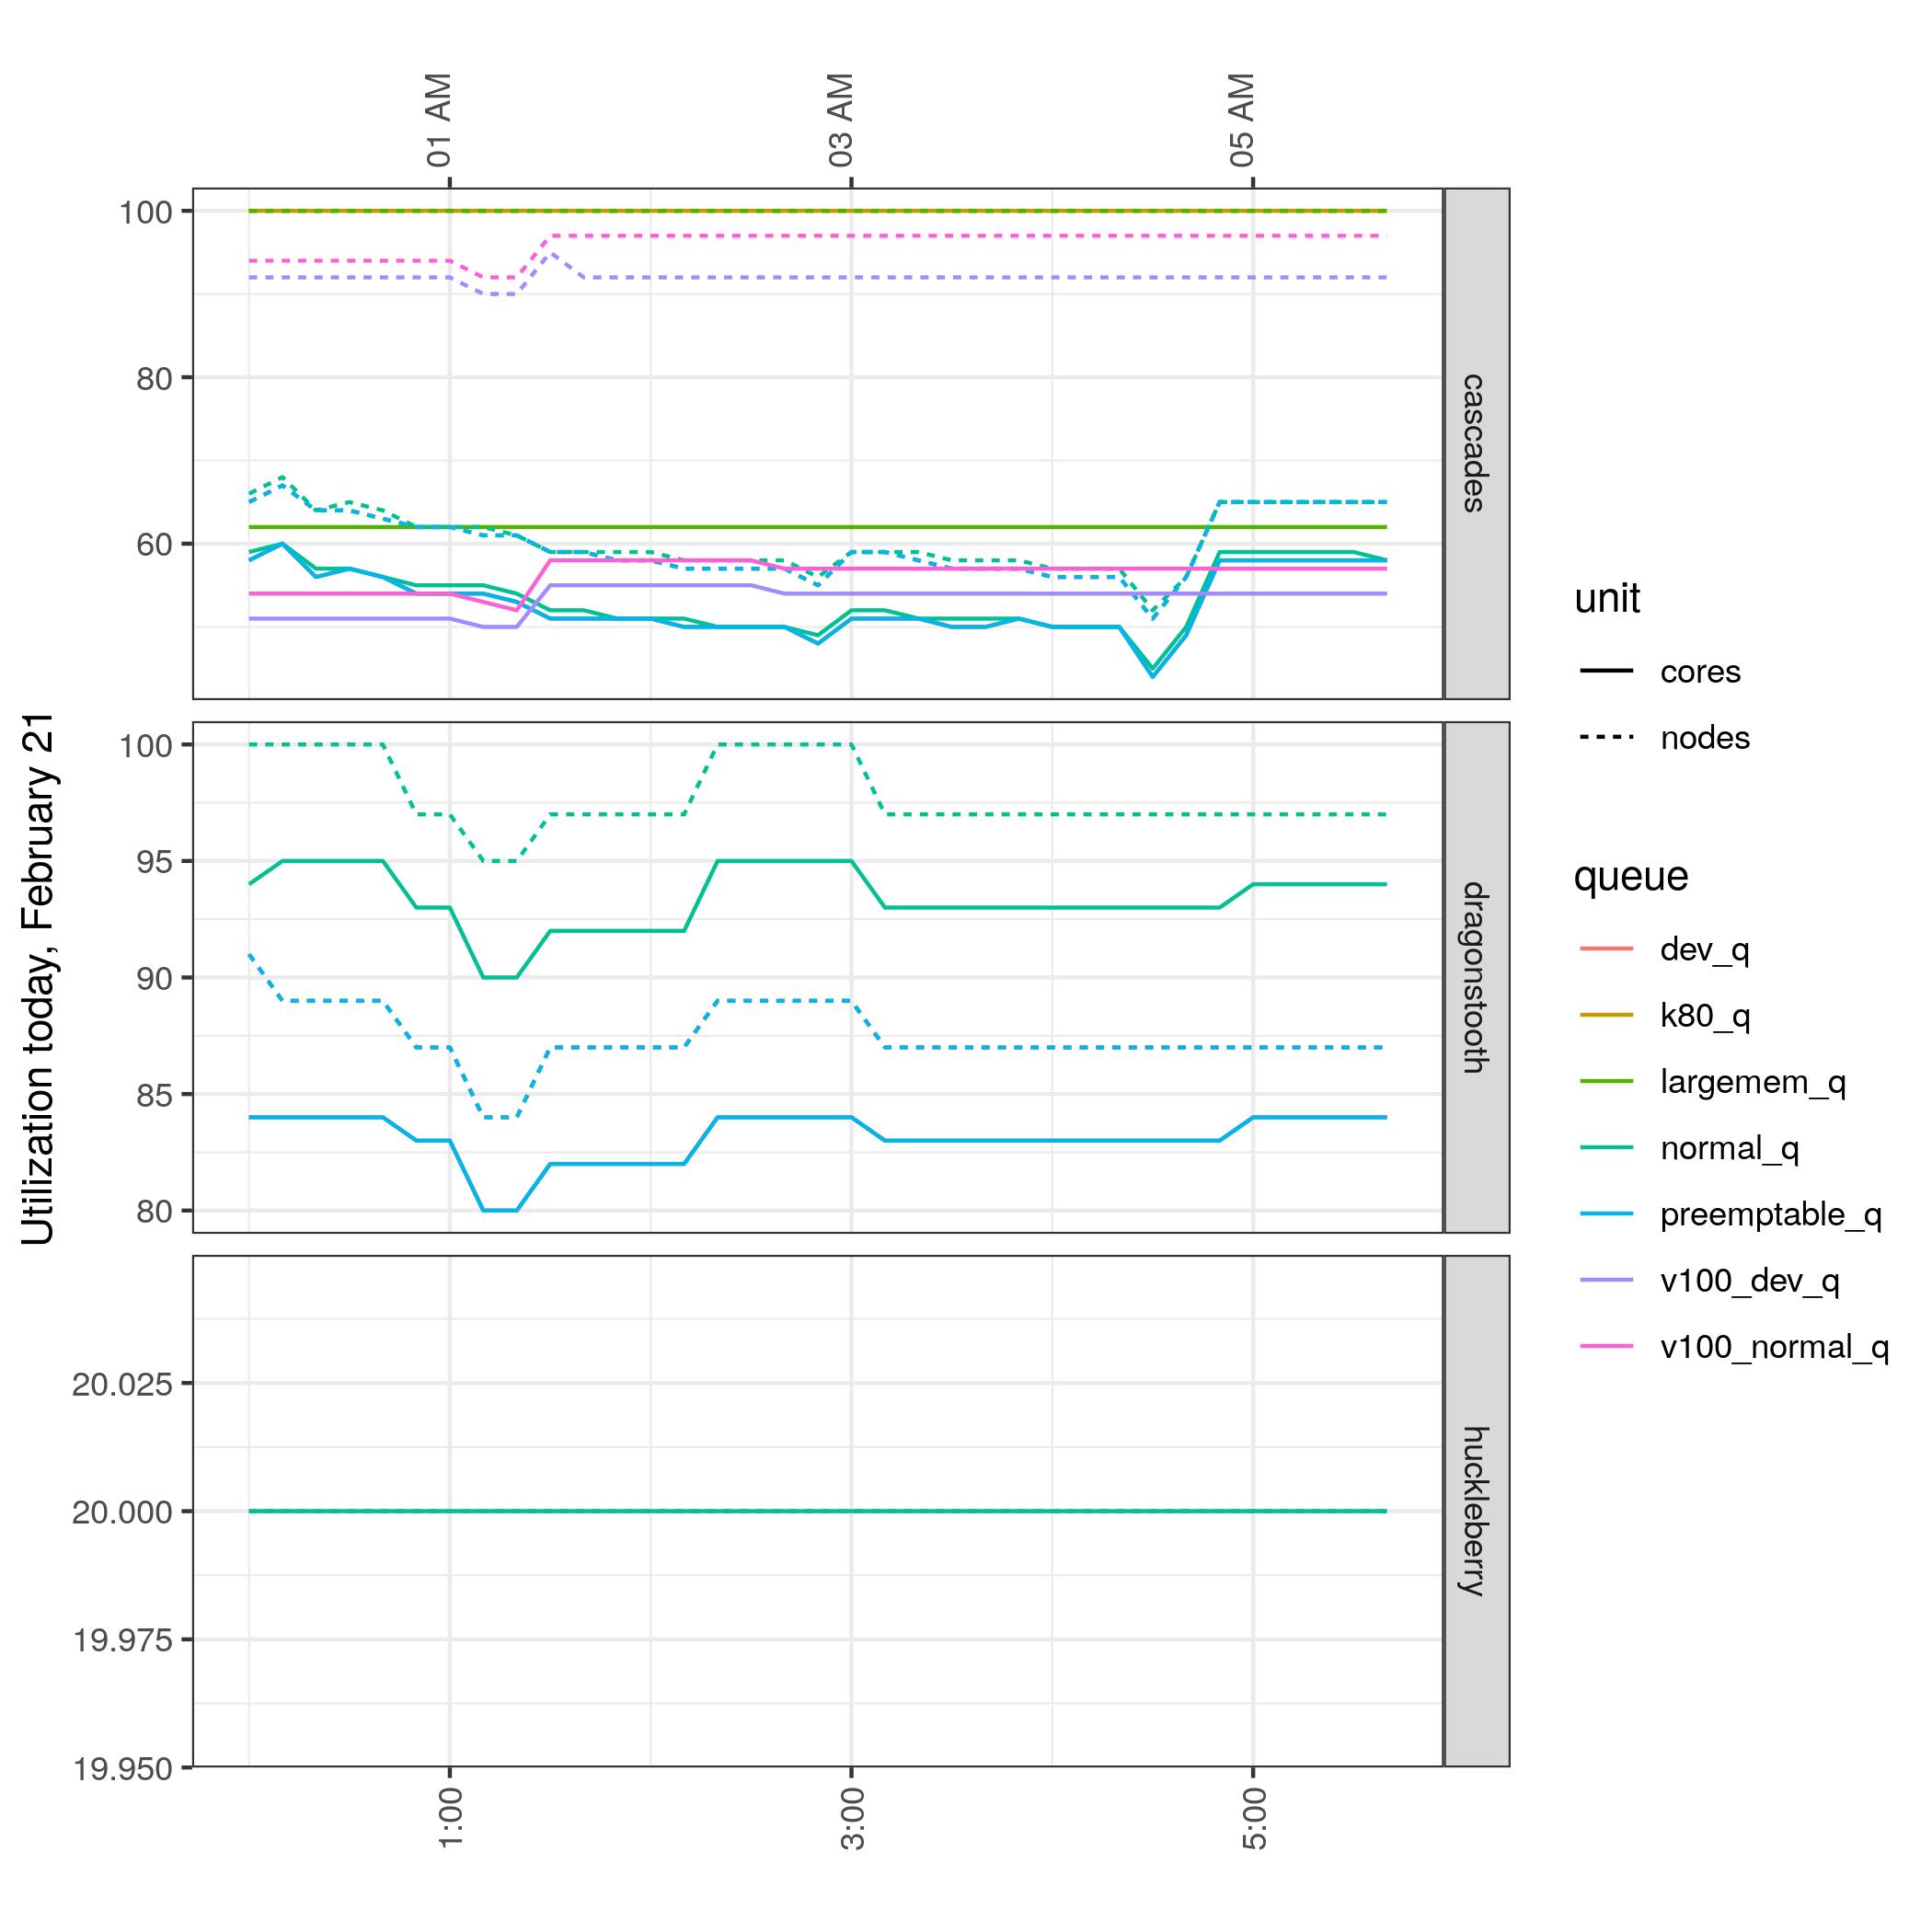 01 AM
03 AM
05 AM
Utilization today, February 21
100
80
60
cascades
100
95
90
85
80
dragonstooth
20.025
20.000
19.975
19.950
huckleberry
1:00
3:00
5:00
unit
cores
nodes
queue
dev_q
k80_q
largemem_q
normal_q
preemptable_q
v100_dev_q
v100_normal_q